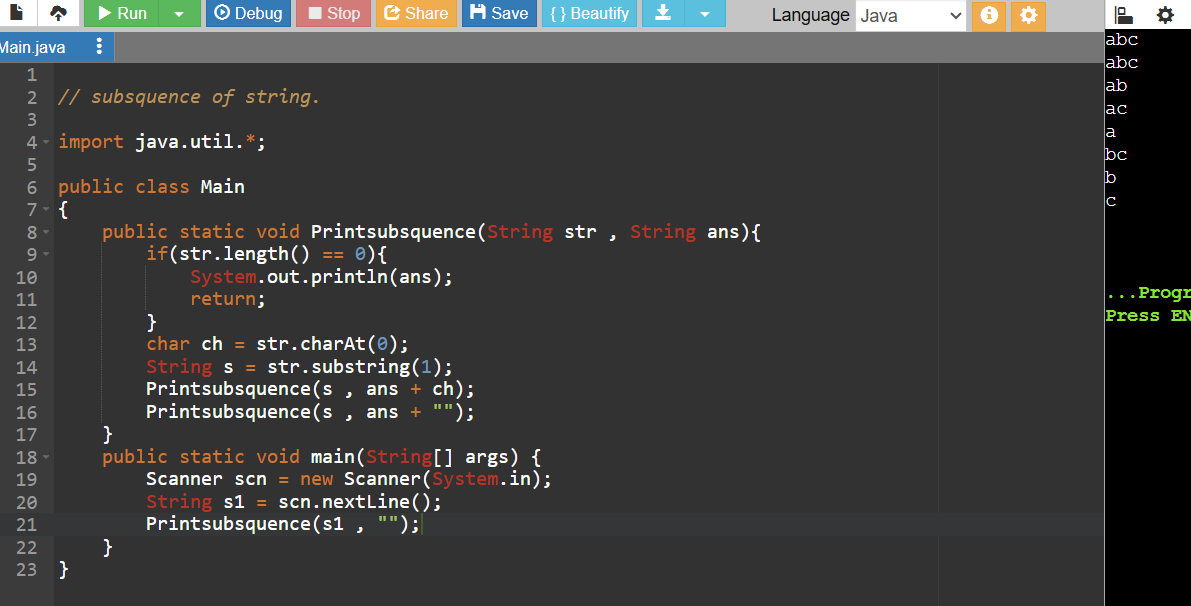 Run Debug Stop Share Save { } Beautify Language Java
Main.java
1
2 // subsquence of string.
3
4 import java.util.*;
5
6 public class Main
7 {
8 public static void Printsubsquence(String str , String ans){
9 if(str.length() == 0){
10 System.out.println(ans);
11 return;
12 }
13 char ch = str.charAt(0);
14 String s = str.substring(1);
15 Printsubsquence(s , ans + ch);
16 Printsubsquence(s , ans + "");
17 }
18 public static void main(String[] args) {
19 Scanner scn = new Scanner(System.in);
20 String s1 = scn.nextLine();
21 Printsubsquence(s1 , "");
22 }
23 }
abc
abc
ab
ac
a
bc
b
c
...Progr
Press EN